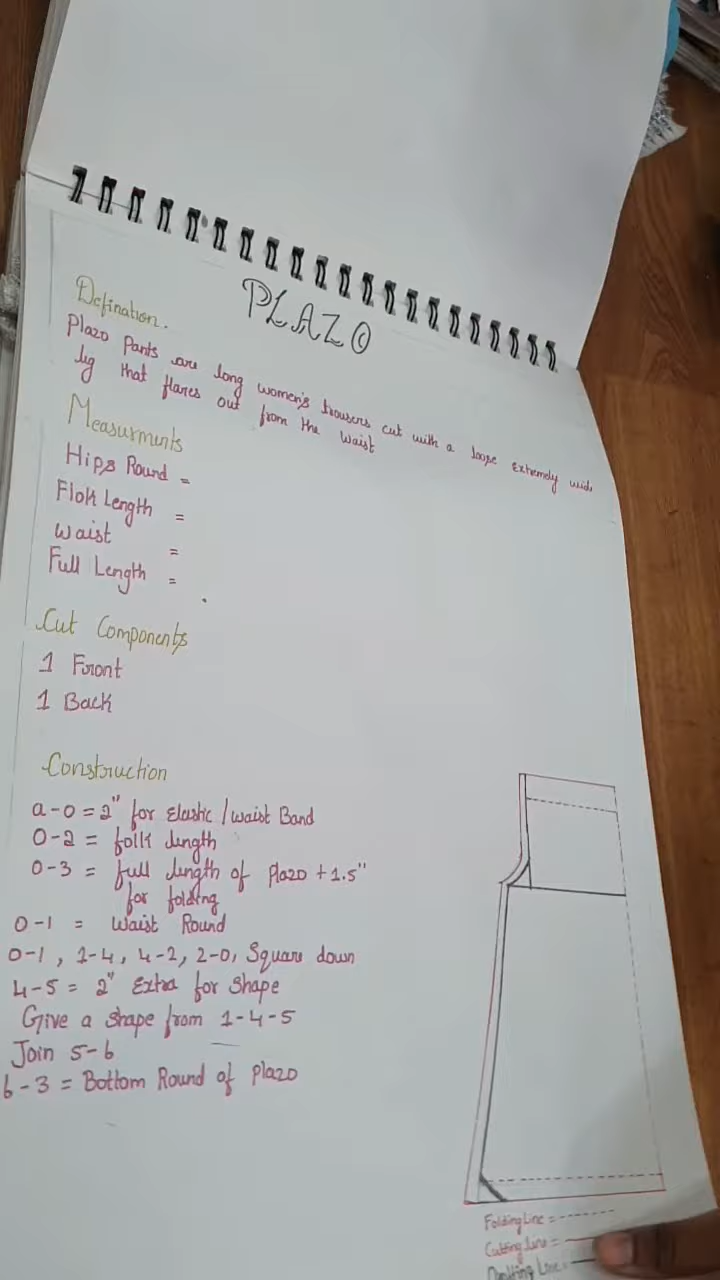 PLAZO
Defination.
Plazo Pants are long women's trousers cut with a loose extremely wide
leg that flares out from the waist
Measurments
Hips Round =
Flok Length =
Waist =
Full Length =
Cut Components
1 Front
1 Back
Construction
a-0 = 2" for Elastic / Waist Band
0-2 = folk length
0-3 = full length of Plazo + 1.5"
for folding
0-1 = Waist Round
0-1, 1-4, 4-2, 2-0, Square down
4-5 = 2" Extra for Shape
Give a shape from 1-4-5
Join 5-6
6-3 = Bottom Round of Plazo
Folding Line =
Cutting Line =
Drafting Line =